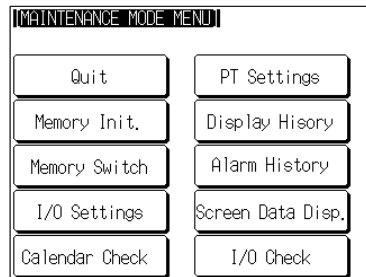 [MAINTENANCE MODE MENU]
Quit
PT Settings
Memory Init.
Display Hisory
Memory Switch
Alarm History
I/O Settings
Screen Data Disp.
Calendar Check
I/O Check